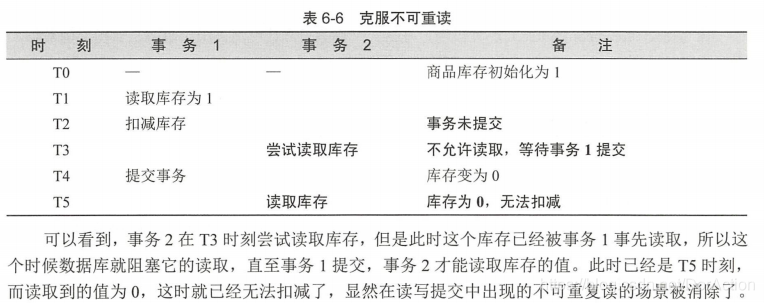 表 6-6 克服不可重读
时 刻 事 务 1 事 务 2 备 注
T0 — — 商品库存初始化为 1
T1 读取库存为 1
T2 扣减库存 事务未提交
T3 尝试读取库存 不允许读取，等待事务 1 提交
T4 提交事务 库存变为 0
T5 读取库存 库存为 0，无法扣减
可以看到，事务 2 在 T3 时刻尝试读取库存，但是此时这个库存已经被事务 1 事先读取，所以这
个时候数据库就阻塞它的读取，直至事务 1 提交，事务 2 才能读取库存的值。此时已经是 T5 时刻，
而读取到的值为 0，这时就已经无法扣减了，显然在读写提交中出现的不可重复读的场景被消除了。